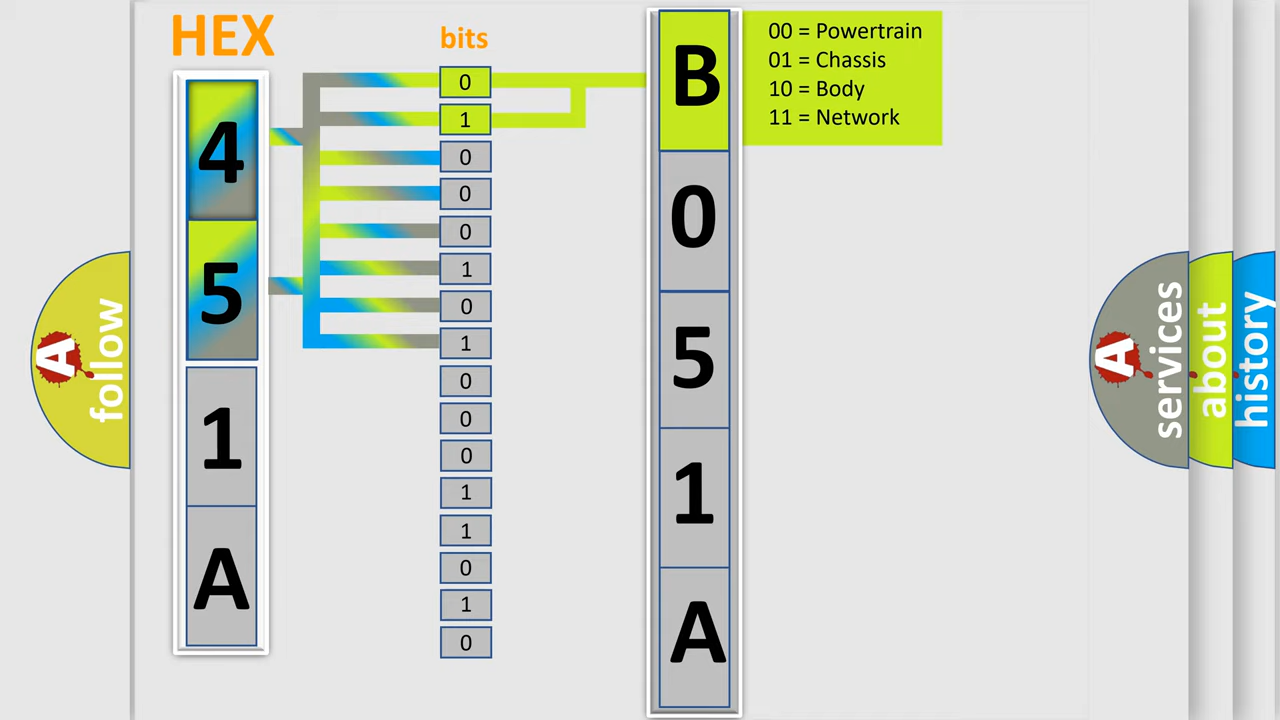 HEX
bits
4
5
1
A
0
1
0
0
0
1
0
1
0
0
0
1
1
0
1
0
B
0
5
1
A
00 = Powertrain
01 = Chassis
10 = Body
11 = Network
A follow
A services
about
history